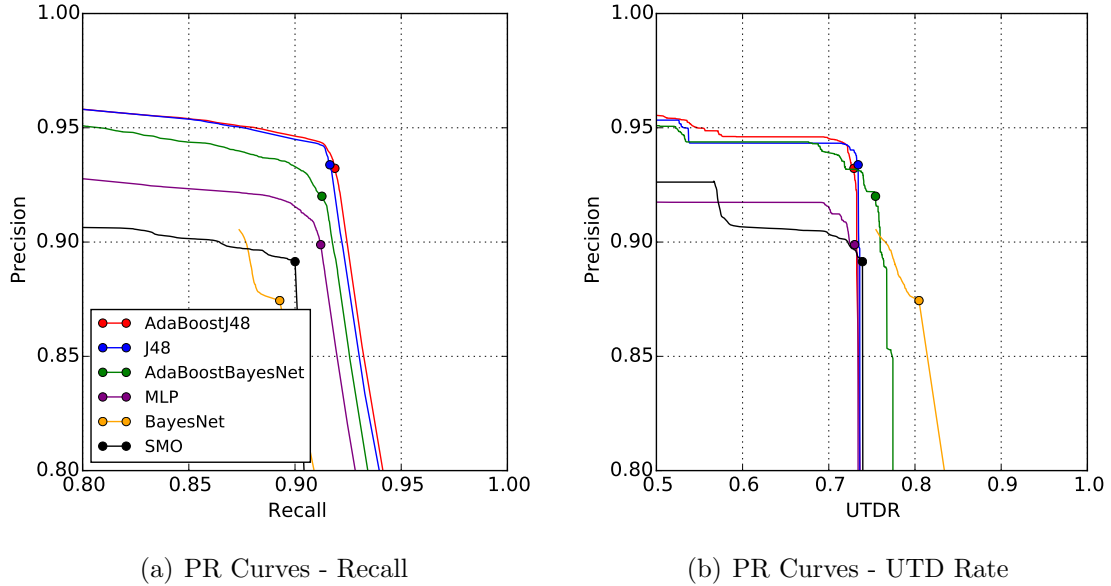 1.00
0.95
0.90
0.85
0.80
Precision
0.80 0.85 0.90 0.95 1.00
Recall
AdaBoostJ48
J48
AdaBoostBayesNet
MLP
BayesNet
SMO
(a) PR Curves - Recall
1.00
0.95
0.90
0.85
0.80
Precision
0.5 0.6 0.7 0.8 0.9 1.0
UTDR
(b) PR Curves - UTD Rate